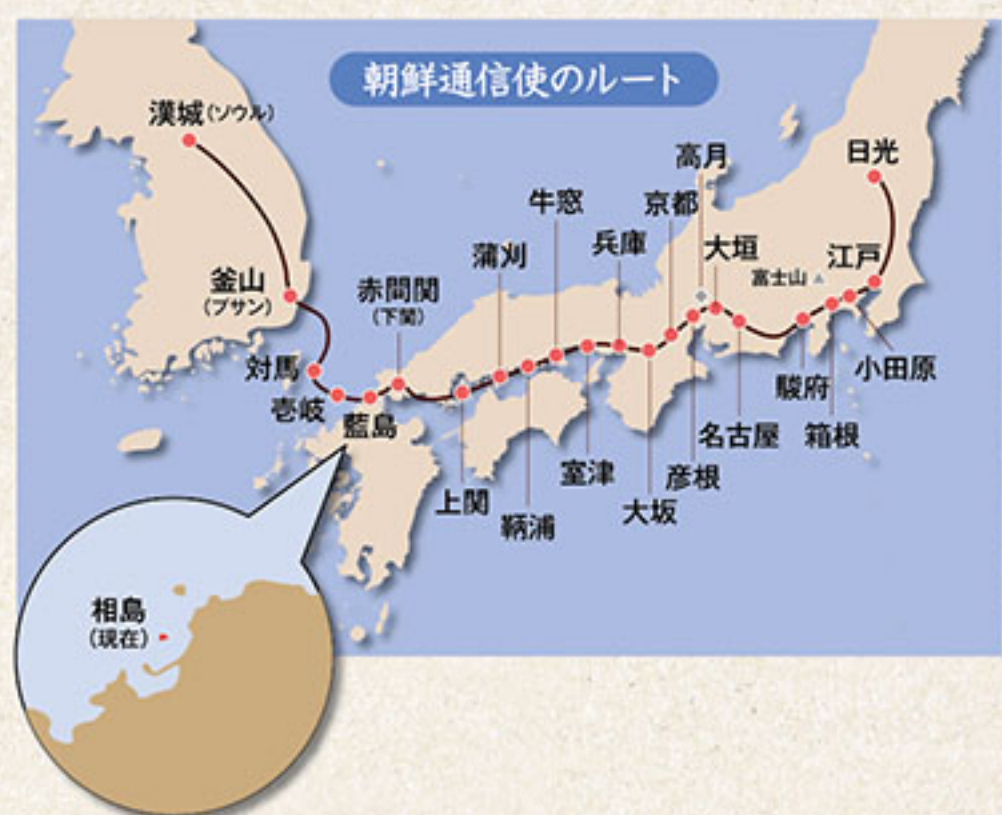 朝鮮通信使のルート
漢城(ソウル)
釜山
(プサン)
対馬
壱岐
藍島
赤間関
(下関)
上関
蒲刈
鞆浦
牛窓
室津
兵庫
大坂
京都
彦根
高月
大垣
名古屋
富士山
駿府
箱根
小田原
江戸
日光
相島
(現在)